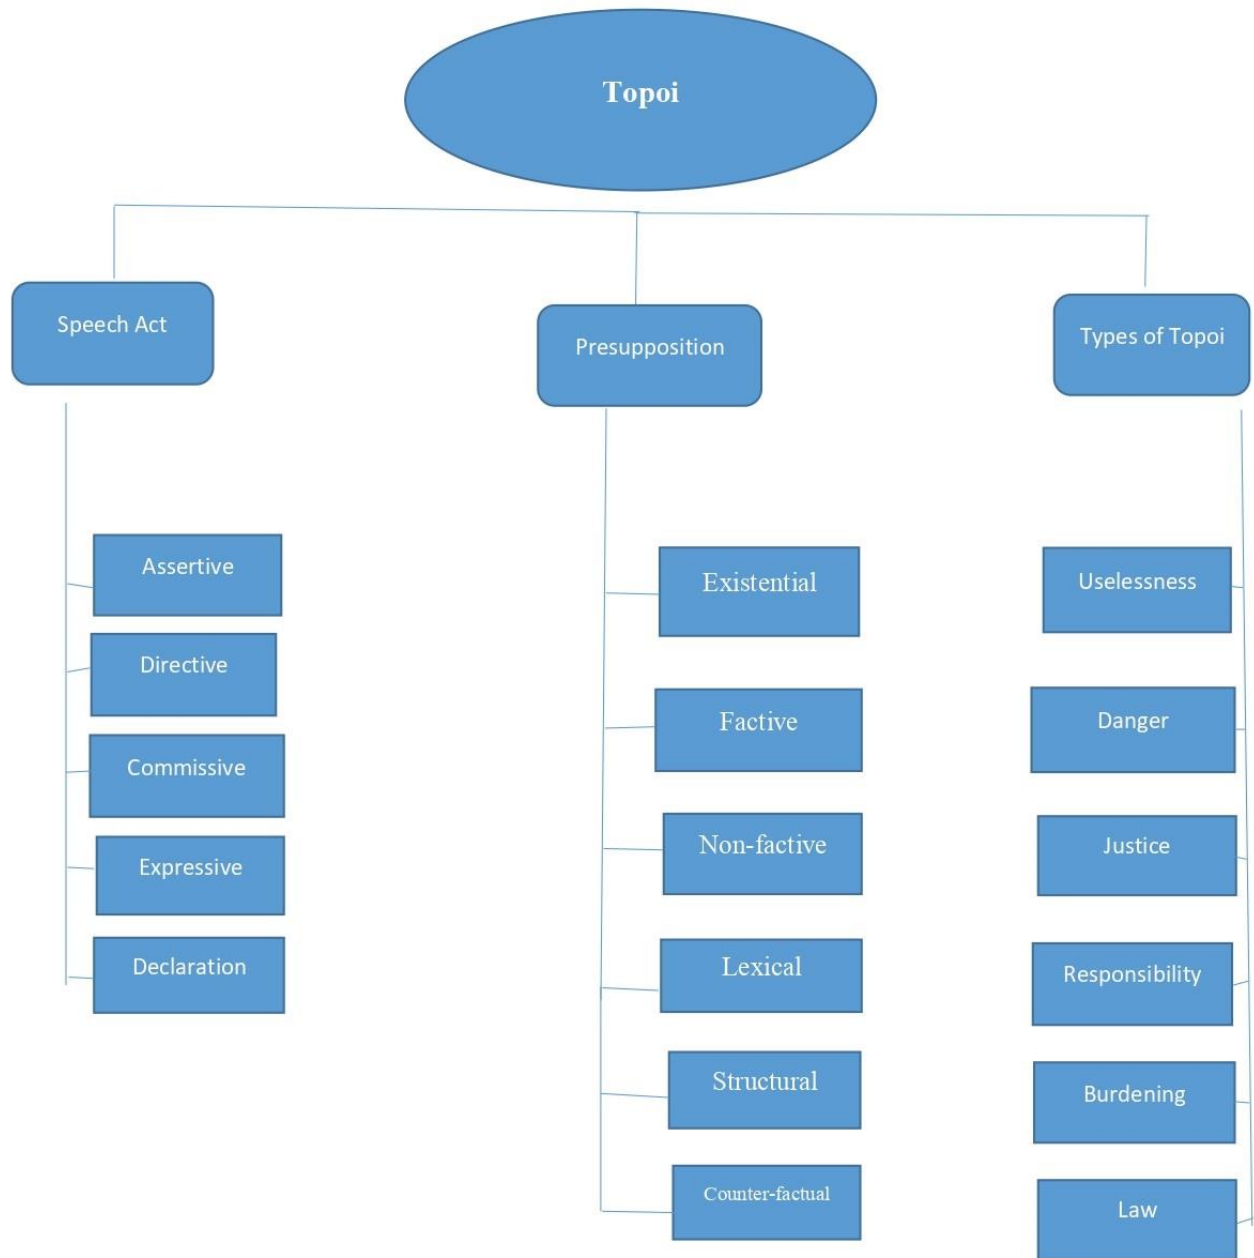 Topoi
Speech Act
Presupposition
Types of Topoi
Assertive
Directive
Commissive
Expressive
Declaration
Existential
Factive
Non-factive
Lexical
Structural
Counter-factual
Uselessness
Danger
Justice
Responsibility
Burdening
Law